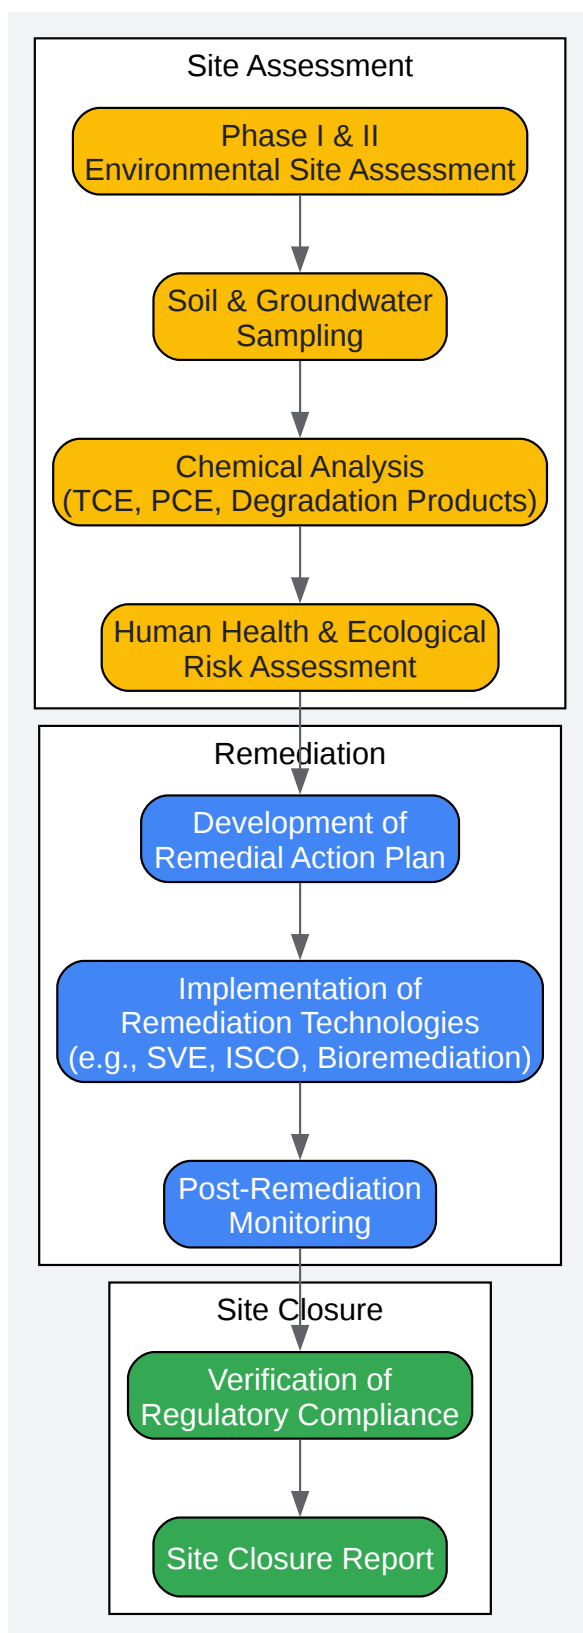 Site Assessment
Phase I & II
Environmental Site Assessment
Soil & Groundwater
Sampling
Chemical Analysis
(TCE, PCE, Degradation Products)
Human Health & Ecological
Risk Assessment
Remediation
Development of
Remedial Action Plan
Implementation of
Remediation Technologies
(e.g., SVE, ISCO, Bioremediation)
Post-Remediation
Monitoring
Site Closure
Verification of
Regulatory Compliance
Site Closure Report